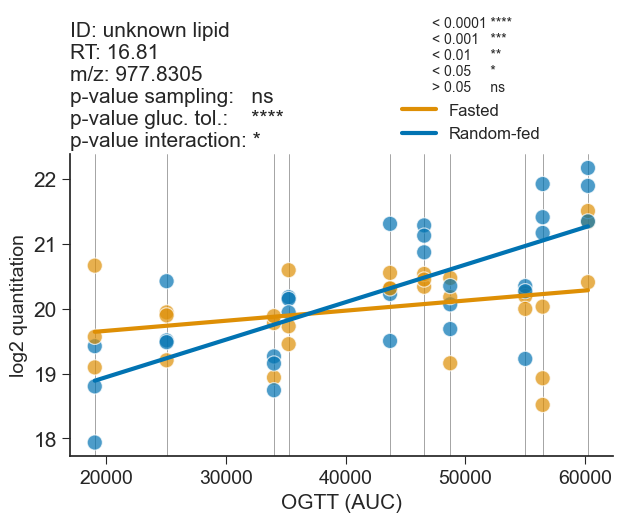 ID: unknown lipid
RT: 16.81
m/z: 977.8305
p-value sampling: ns
p-value gluc. tol.: ****
p-value interaction: *
< 0.0001 ****
< 0.001 ***
< 0.01 **
< 0.05 *
> 0.05 ns
Fasted
Random-fed
log2 quantitation
22
21
20
19
18
20000 30000 40000 50000 60000
OGTT (AUC)